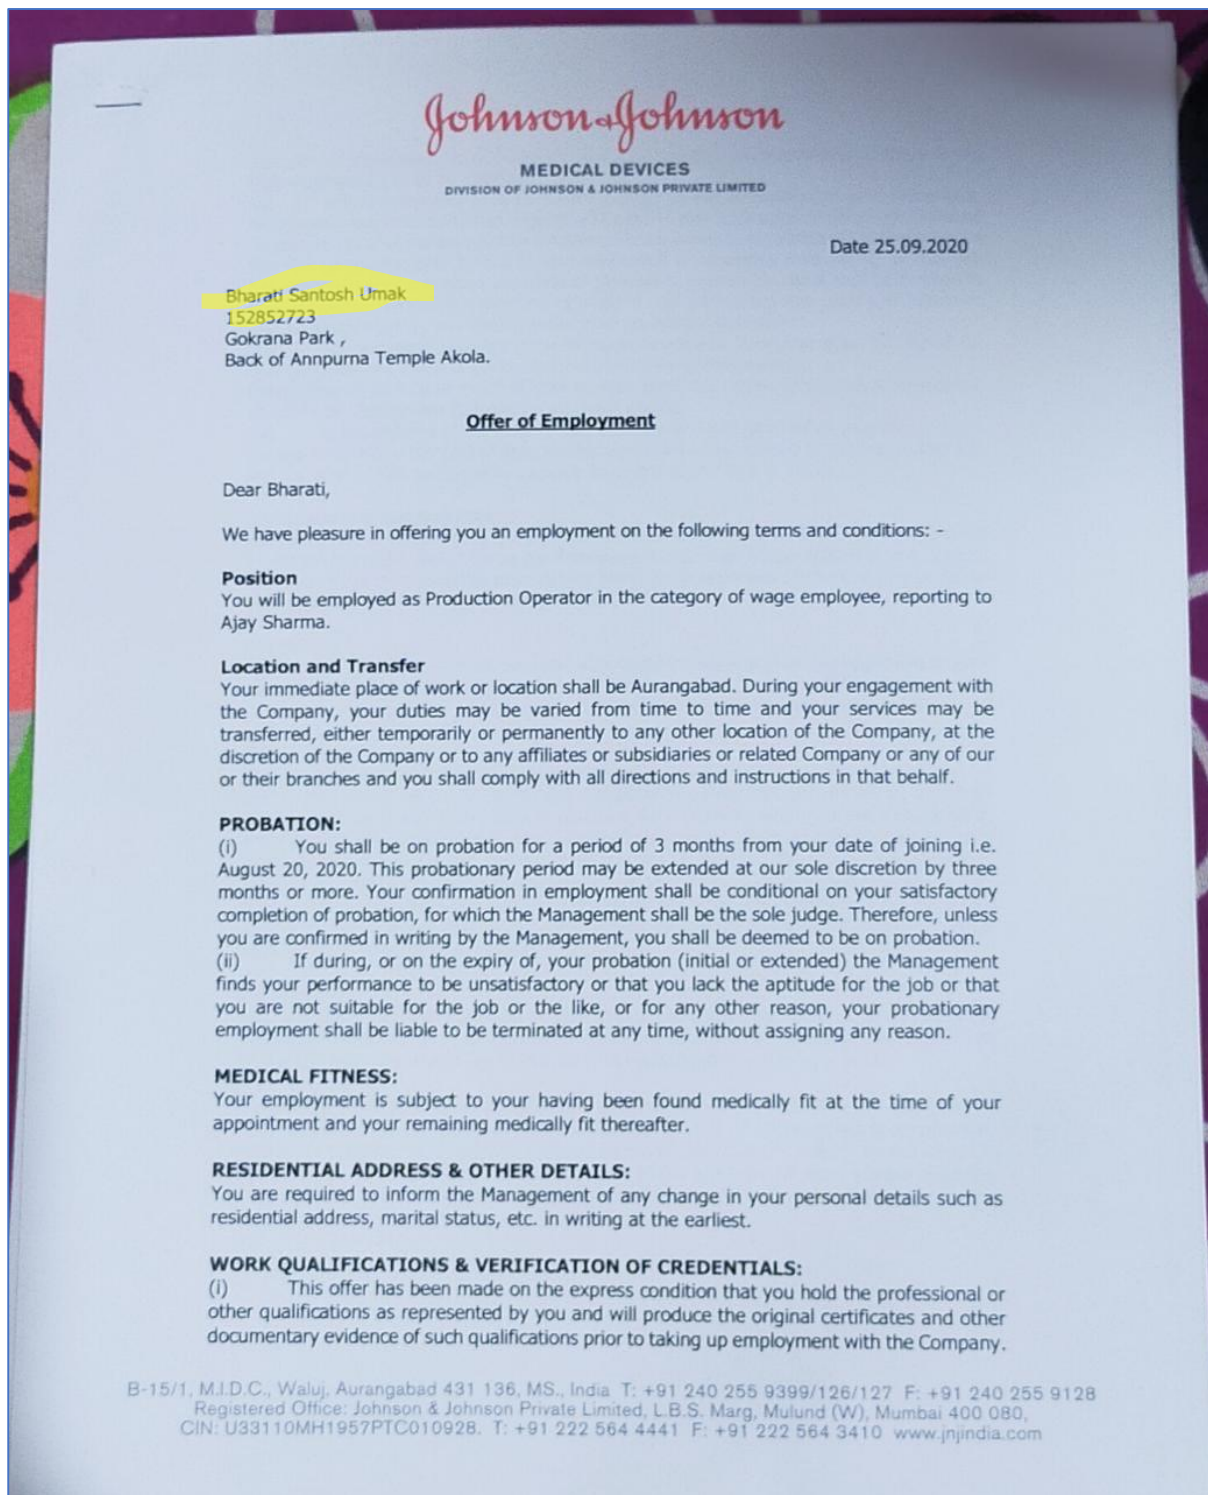 Johnson & Johnson
MEDICAL DEVICES
DIVISION OF JOHNSON & JOHNSON PRIVATE LIMITED
Date 25.09.2020
Bharati Santosh Umak
152852723
Gokrana Park ,
Back of Annpurna Temple Akola.
Offer of Employment
Dear Bharati,
We have pleasure in offering you an employment on the following terms and conditions: -
Position
You will be employed as Production Operator in the category of wage employee, reporting to
Ajay Sharma.
Location and Transfer
Your immediate place of work or location shall be Aurangabad. During your engagement with
the Company, your duties may be varied from time to time and your services may be
transferred, either temporarily or permanently to any other location of the Company, at the
discretion of the Company or to any affiliates or subsidiaries or related Company or any of our
or their branches and you shall comply with all directions and instructions in that behalf.
PROBATION:
(i) You shall be on probation for a period of 3 months from your date of joining i.e.
August 20, 2020. This probationary period may be extended at our sole discretion by three
months or more. Your confirmation in employment shall be conditional on your satisfactory
completion of probation, for which the Management shall be the sole judge. Therefore, unless
you are confirmed in writing by the Management, you shall be deemed to be on probation.
(ii) If during, or on the expiry of, your probation (initial or extended) the Management
finds your performance to be unsatisfactory or that you lack the aptitude for the job or that
you are not suitable for the job or the like, or for any other reason, your probationary
employment shall be liable to be terminated at any time, without assigning any reason.
MEDICAL FITNESS:
Your employment is subject to your having been found medically fit at the time of your
appointment and your remaining medically fit thereafter.
RESIDENTIAL ADDRESS & OTHER DETAILS:
You are required to inform the Management of any change in your personal details such as
residential address, marital status, etc. in writing at the earliest.
WORK QUALIFICATIONS & VERIFICATION OF CREDENTIALS:
(i) This offer has been made on the express condition that you hold the professional or
other qualifications as represented by you and will produce the original certificates and other
documentary evidence of such qualifications prior to taking up employment with the Company.
B-15/1, M.I.D.C., Waluj, Aurangabad 431 136, MS., India T: +91 240 255 9399/126/127 F: +91 240 255 9128
Registered Office: Johnson & Johnson Private Limited, L.B.S. Marg, Mulund (W), Mumbai 400 080,
CIN: U33110MH1957PTC010928. T: +91 222 564 4441 F: +91 222 564 3410 www.jnjindia.com